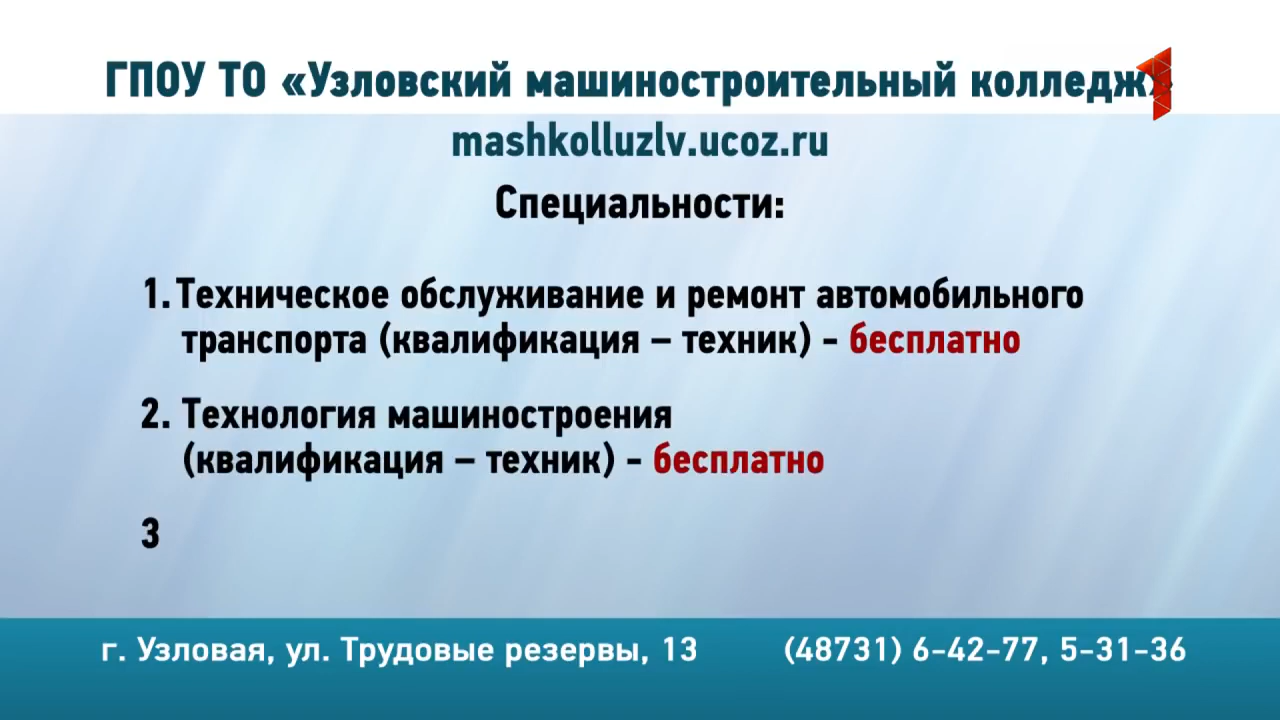 ГПОУ ТО «Узловский машиностроительный колледж»
mashkolluzlv.ucoz.ru
Специальности:
1. Техническое обслуживание и ремонт автомобильного
транспорта (квалификация – техник) - бесплатно
2. Технология машиностроения
(квалификация – техник) - бесплатно
3
г. Узловая, ул. Трудовые резервы, 13 (48731) 6-42-77, 5-31-36